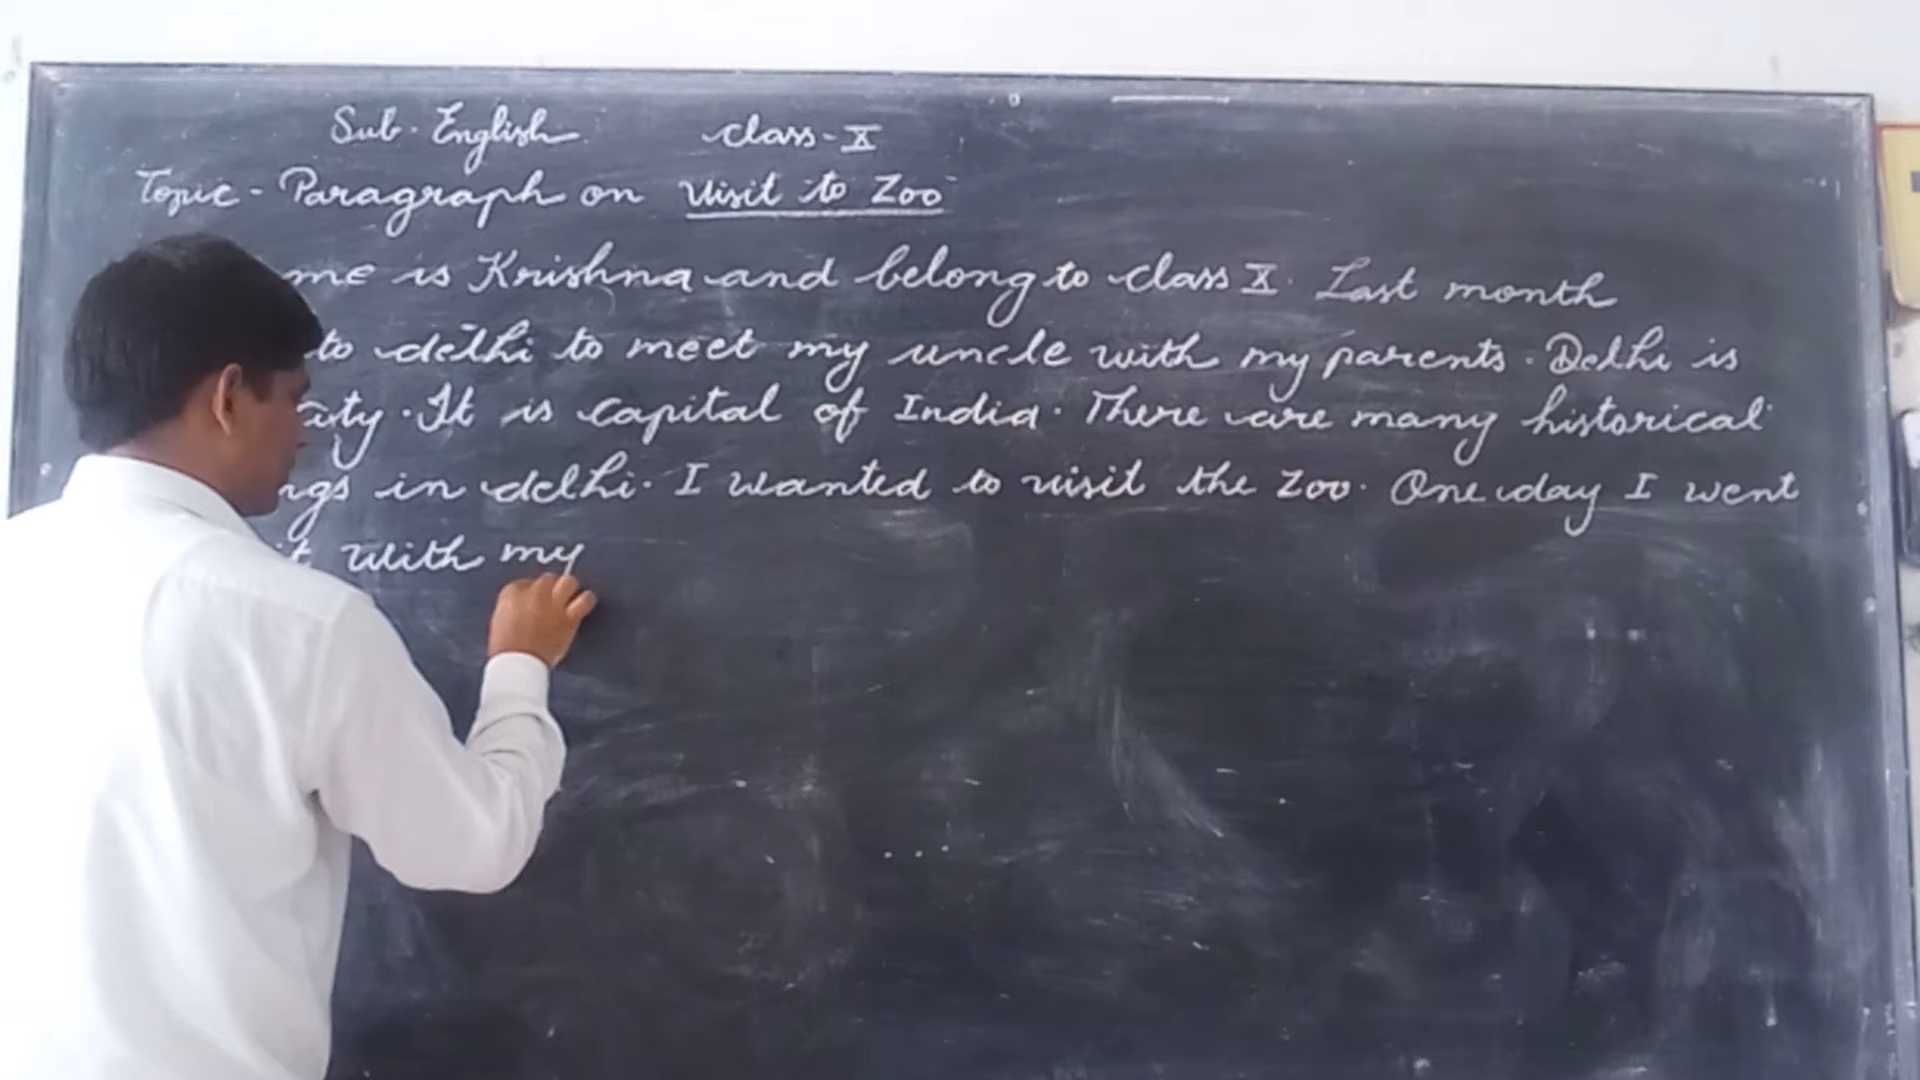 Sub. English class-X
Topic - Paragraph on Visit to Zoo
me is Krishna and belong to class X. Last month
to delhi to meet my uncle with my parents. Delhi is
city. It is capital of India. There are many historical
ngs in delhi. I wanted to visit the Zoo. One day I went
it with my